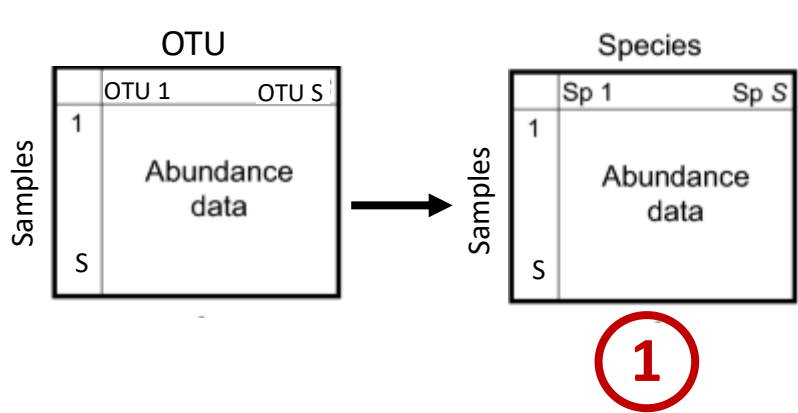 OTU
OTU 1 OTU S
1
Samples
Abundance
data
S
Species
Sp 1 Sp S
1
Samples
Abundance
data
S
1